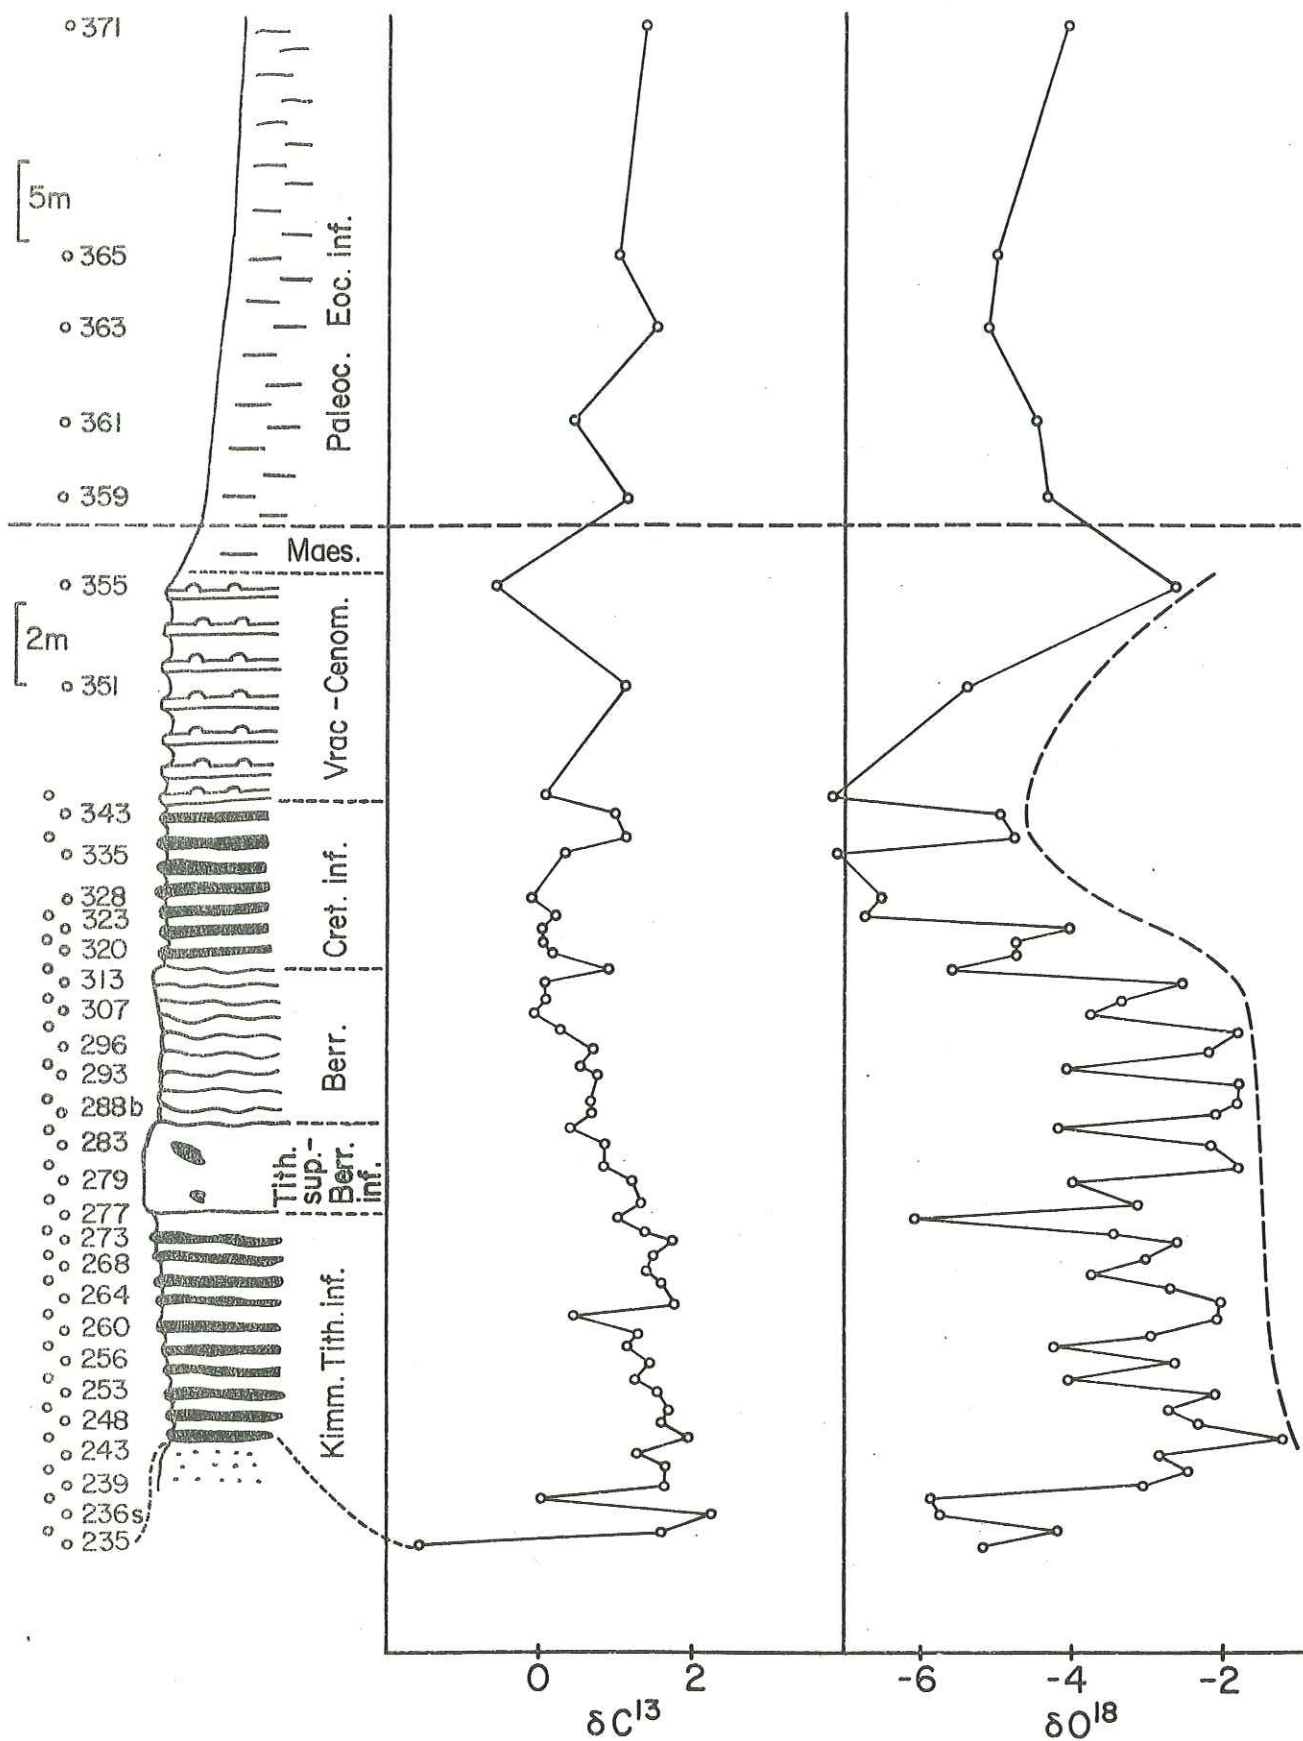 371
5m
365
363
361
359
Paleoc. Eoc. inf.
Maes.
355
2m
351
Vrac-Cenom.
343
335
328
323
320
Cret. inf.
313
307
296
293
288b
Berr.
283
279
277
Tith.
sup.-
Berr.
inf.
273
268
264
260
256
253
248
243
239
236s
235
Kimm. Tith. inf.
0 2 -6 -4 -2
δC¹³ δO¹⁸